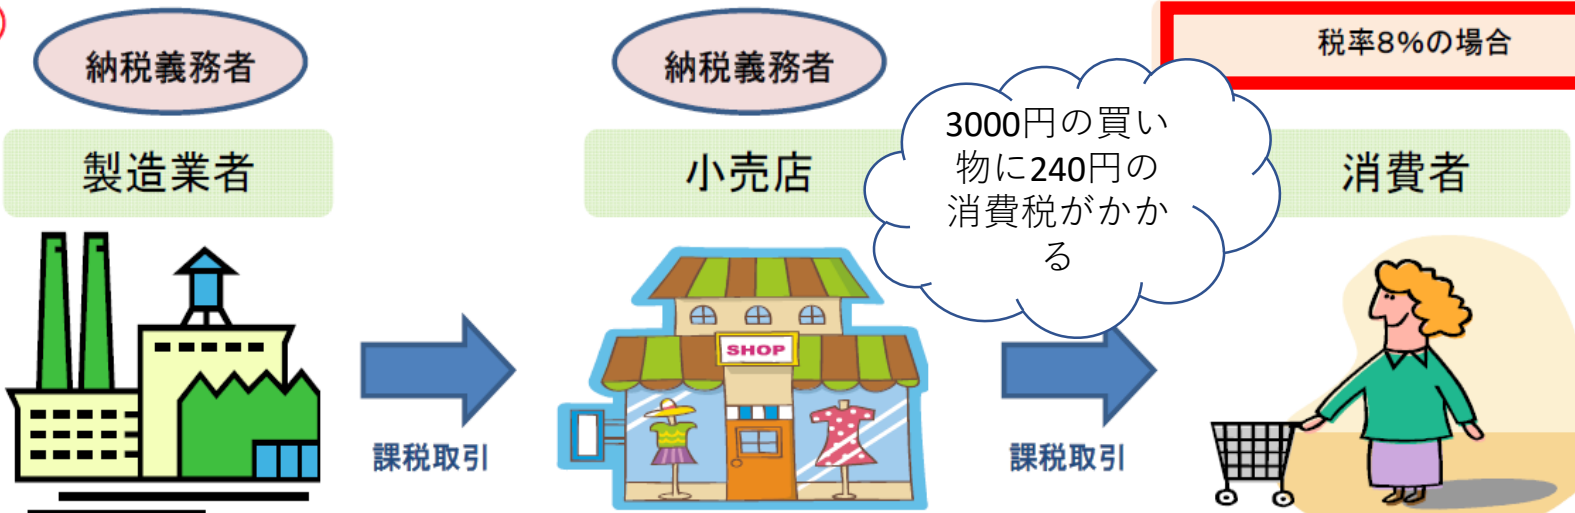 納税義務者
納税義務者
税率8%の場合
製造業者
小売店
3000円の買い
物に240円の
消費税がかか
る
消費者
SHOP
課税取引
課税取引